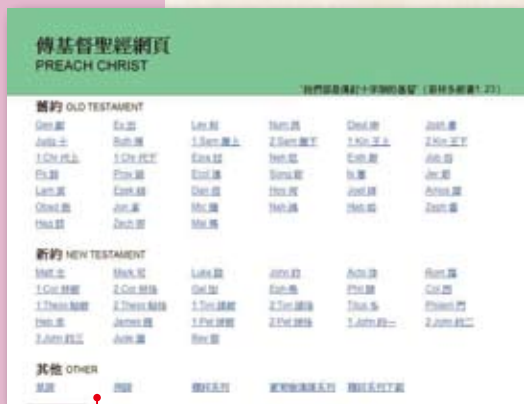 傳基督聖經網頁
PREACH CHRIST
舊約 OLD TESTAMENT
Gen 創 Ex 出 Lev 利 Num 民 Deut 申 Josh 書
Judg 士 Ruth 得 1 Sam 撒上 2 Sam 撒下 1 Kin 王上 2 Kin 王下
1 Chr 代上 1 Chr 代下 Ezra 拉 Neh 尼 Esth 斯 Job 伯
Ps 詩 Prov 箴 Eccl 傳 Song 歌 Is 賽 Jer 耶
Lam 哀 Ezek 結 Dan 但 Hos 何 Joel 珥 Amos 摩
Obad 俄 Jon 拿 Mic 彌 Nah 鴻 Hab 哈 Zeph 番
Hag 該 Zech 亞 Mal 瑪
新約 NEW TESTAMENT
Matt 太 Mark 可 Luke 路 John 約 Acts 徒 Rom 羅
1 Cor 林前 2 Cor 林後 Gal 加 Eph 弗 Phil 腓 Col 西
1 Thess 帖前 2 Thess 帖後 1 Tim 提前 2 Tim 提後 Titus 多 Philem 門
Heb 來 James 雅 1 Pet 彼前 2 Pet 彼後 1 John 約一 2 John 約二
3 John 約三 Jude 猶 Rev 啟
其他 OTHER